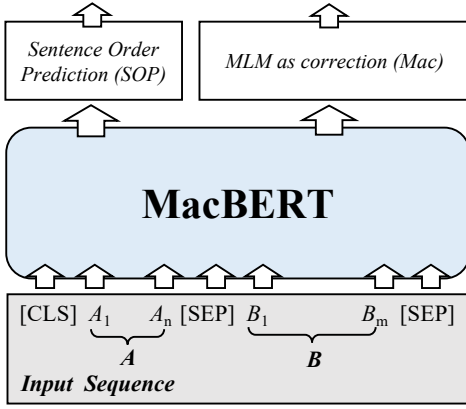 Sentence Order
Prediction (SOP)
MLM as correction (Mac)
MacBERT
[CLS] A1 An [SEP] B1 Bm [SEP]
A B
Input Sequence